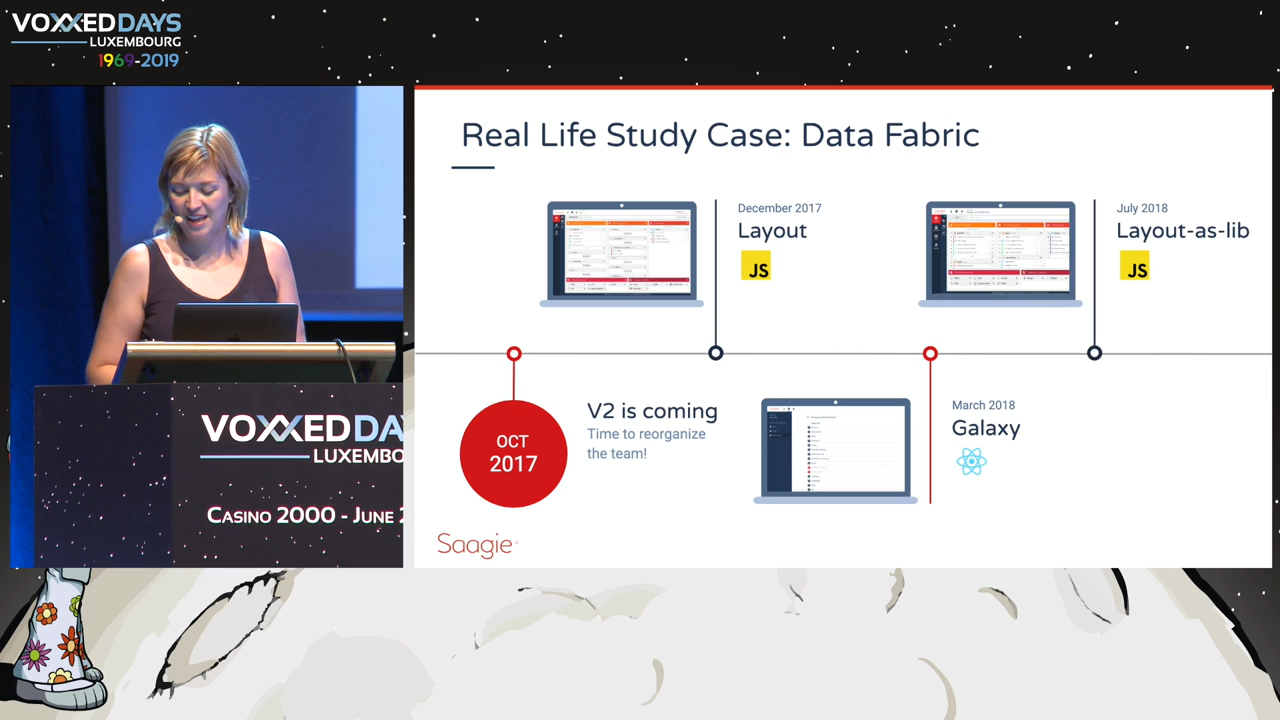 VOXXEDDAYS
LUXEMBOURG
1969-2019
Real Life Study Case: Data Fabric
December 2017
Layout
JS
July 2018
Layout-as-lib
JS
OCT
2017
V2 is coming
Time to reorganize
the team!
March 2018
Galaxy
Saagie
VOXXEDDA
LUXEMBO
CASINO 2000 - JUNE 2